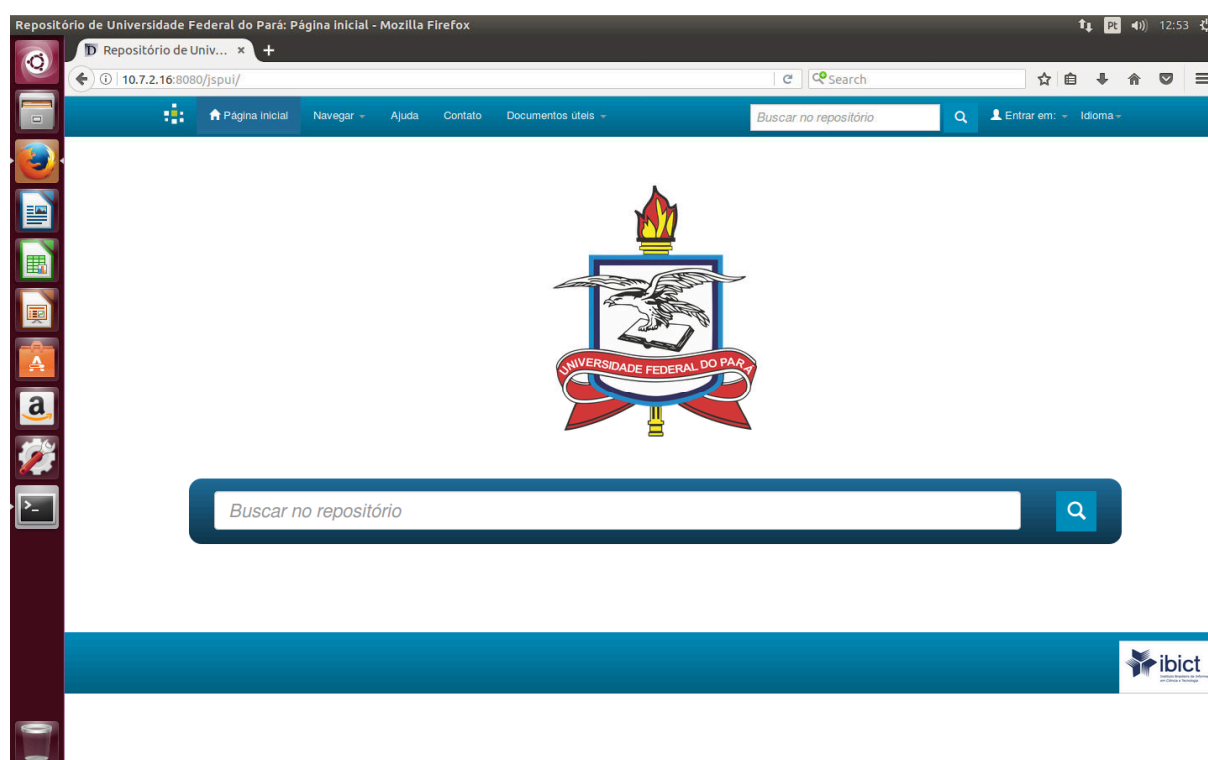 Repositório de Universidade Federal do Pará: Página inicial - Mozilla Firefox
Pt
12:53
Repositório de Univ... × +
10.7.2.16:8080/jspui/
Search
Página inicial
Navegar
Ajuda
Contato
Documentos úteis
Buscar no repositório
Entrar em:
Idioma
UNIVERSIDADE FEDERAL DO PARÁ
Buscar no repositório
ibict